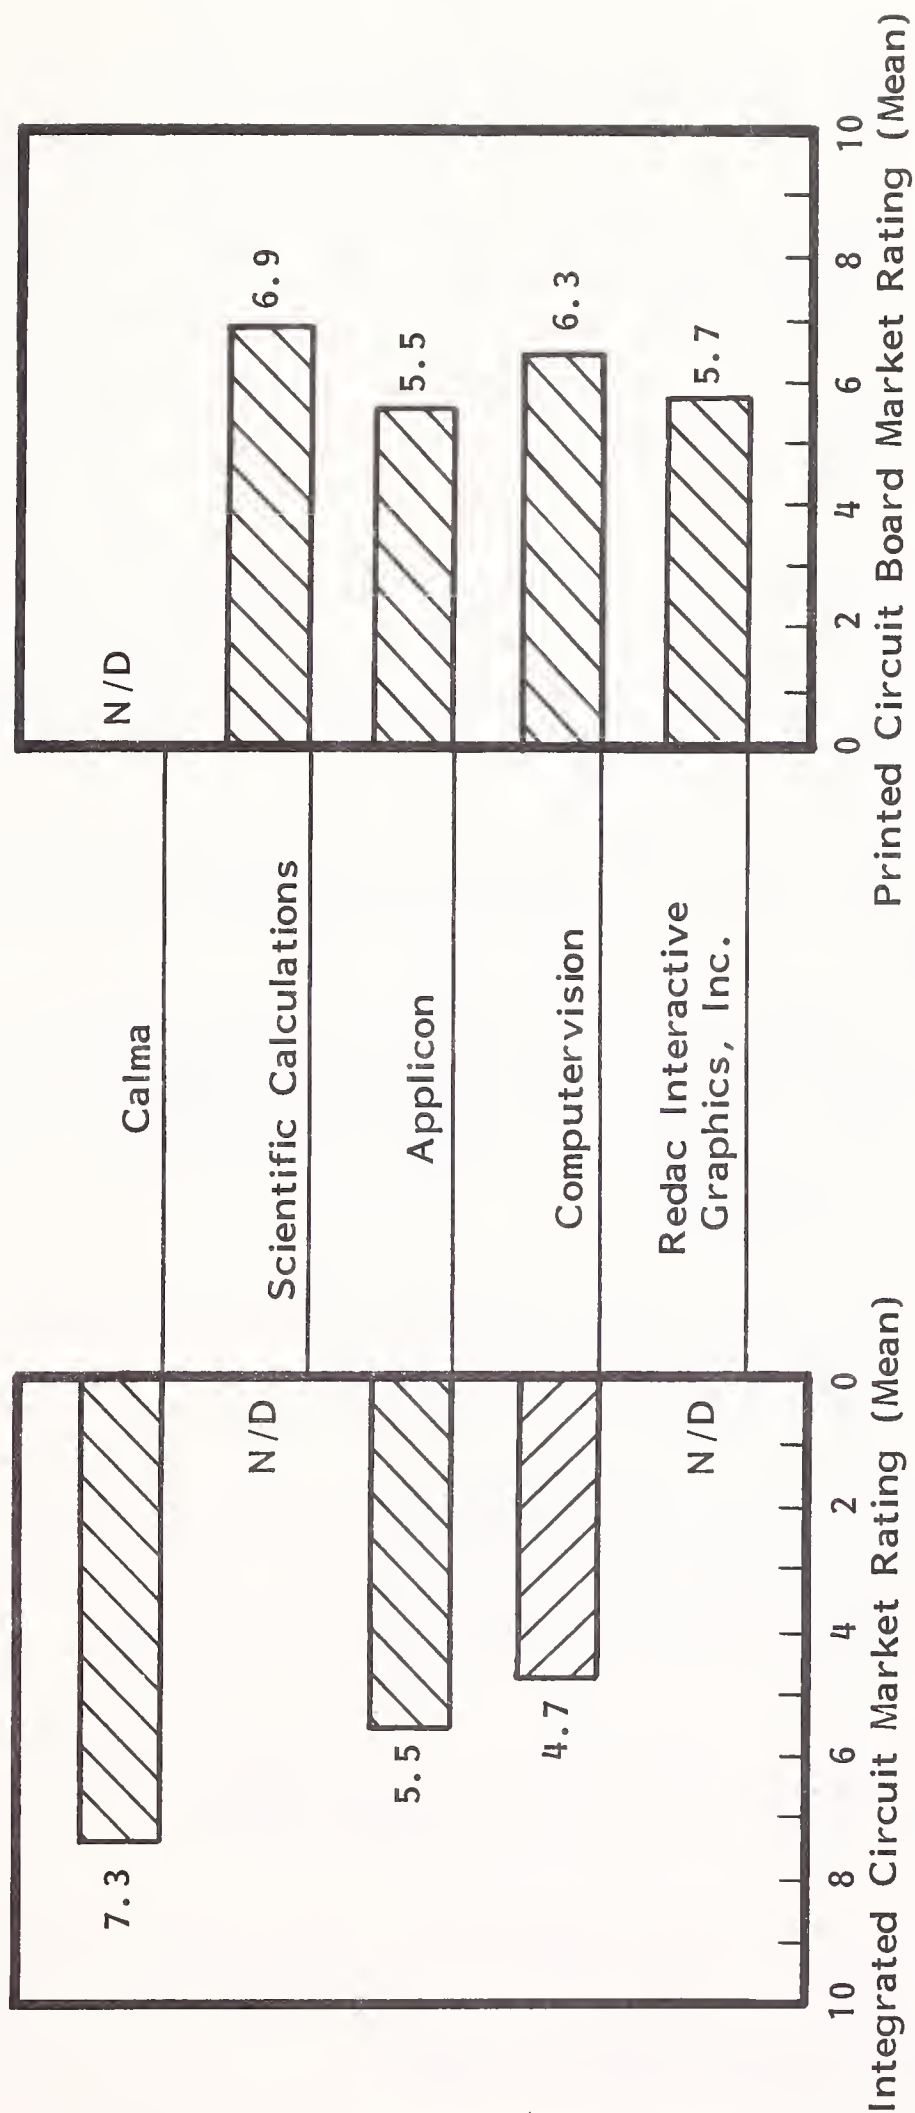 Calma
7.3
N/D
Scientific Calculations
N/D
6.9
Applicon
5.5
5.5
Computervision
4.7
6.3
Redac Interactive
Graphics, Inc.
N/D
5.7
10 8 6 4 2 0
0 2 4 6 8 10
Integrated Circuit Market Rating (Mean)
Printed Circuit Board Market Rating (Mean)